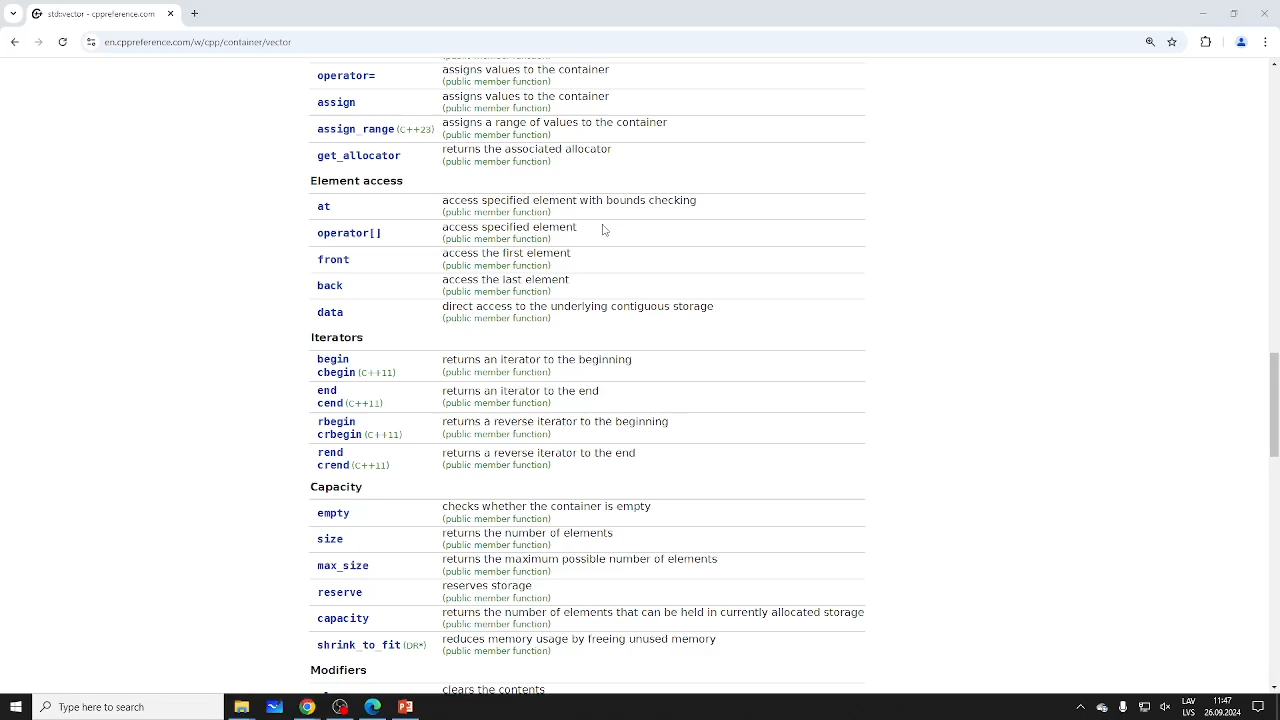 std::vector - cppreference.com
en.cppreference.com/w/cpp/container/vector
(public member function)
operator=
assigns values to the container
(public member function)
assign
assigns values to the container
(public member function)
assign_range (C++23)
assigns a range of values to the container
(public member function)
get_allocator
returns the associated allocator
(public member function)
Element access
at
access specified element with bounds checking
(public member function)
operator[]
access specified element
(public member function)
front
access the first element
(public member function)
back
access the last element
(public member function)
data
direct access to the underlying contiguous storage
(public member function)
Iterators
begin
cbegin (C++11)
returns an iterator to the beginning
(public member function)
end
cend (C++11)
returns an iterator to the end
(public member function)
rbegin
crbegin (C++11)
returns a reverse iterator to the beginning
(public member function)
rend
crend (C++11)
returns a reverse iterator to the end
(public member function)
Capacity
empty
checks whether the container is empty
(public member function)
size
returns the number of elements
(public member function)
max_size
returns the maximum possible number of elements
(public member function)
reserve
reserves storage
(public member function)
capacity
returns the number of elements that can be held in currently allocated storage
(public member function)
shrink_to_fit (DR*)
reduces memory usage by freeing unused memory
(public member function)
Modifiers
clears the contents
Type here to search
LAV
LVS
11:47
26.09.2024